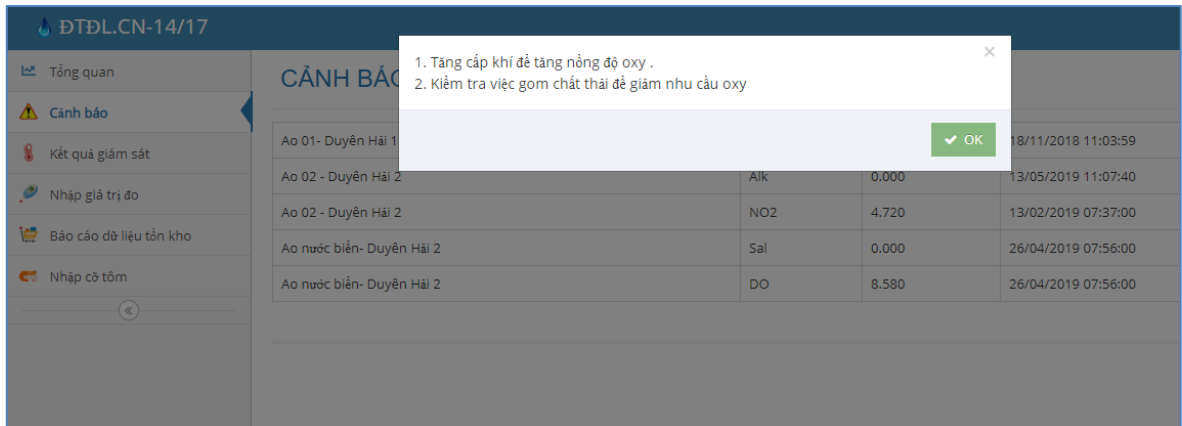 ĐTĐL.CN-14/17
Tổng quan
Cảnh báo
Kết quả giám sát
Nhập giá trị đo
Báo cáo dữ liệu tồn kho
Nhập cỡ tôm
CẢNH BÁO
1. Tăng cấp khí để tăng nồng độ oxy .
2. Kiểm tra việc gom chất thải để giảm nhu cầu oxy
×
OK
Ao 01- Duyên Hải 1 18/11/2018 11:03:59
Ao 02 - Duyên Hải 2 Alk 0.000 13/05/2019 11:07:40
Ao 02 - Duyên Hải 2 NO2 4.720 13/02/2019 07:37:00
Ao nước biển- Duyên Hải 2 Sal 0.000 26/04/2019 07:56:00
Ao nước biển- Duyên Hải 2 DO 8.580 26/04/2019 07:56:00